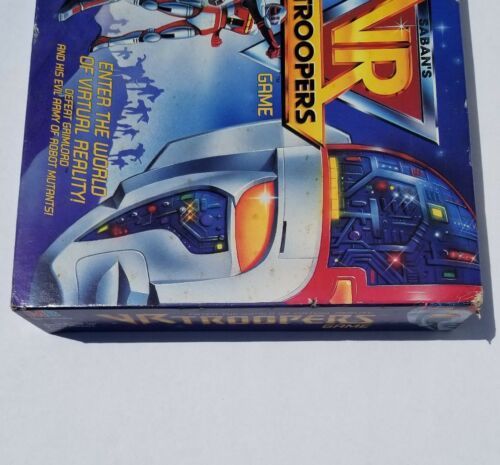 SABAN'S
VR
TROOPERS
GAME
ENTER THE WORLD
OF VIRTUAL REALITY!
DEFEAT GRIMLORD
AND HIS EVIL ARMY OF ROBOT MUTANTS!
VR TROOPERS
GAME